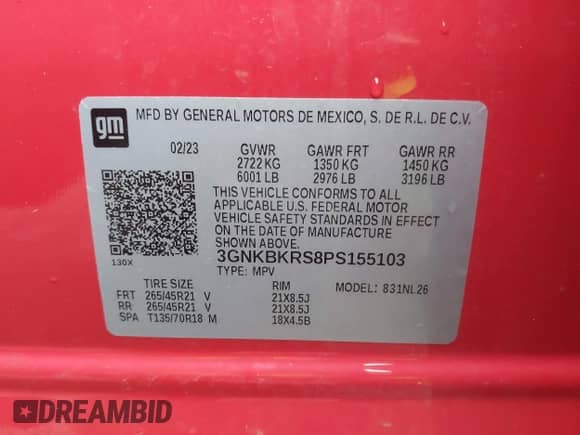 gm
MFD BY GENERAL MOTORS DE MEXICO, S. DE R.L. DE C.V.
02/23 GVWR GAWR FRT GAWR RR
2722 KG 1350 KG 1450 KG
6001 LB 2976 LB 3196 LB
THIS VEHICLE CONFORMS TO ALL
APPLICABLE U.S. FEDERAL MOTOR
VEHICLE SAFETY STANDARDS IN EFFECT
ON THE DATE OF MANUFACTURE
SHOWN ABOVE.
130X 3GNKBKRS8PS155103
TYPE: MPV
TIRE SIZE RIM MODEL: 831NL26
FRT 265/45R21 V 21X8.5J
RR 265/45R21 V 21X8.5J
SPA T135/70R18 M 18X4.5B
DREAMBID